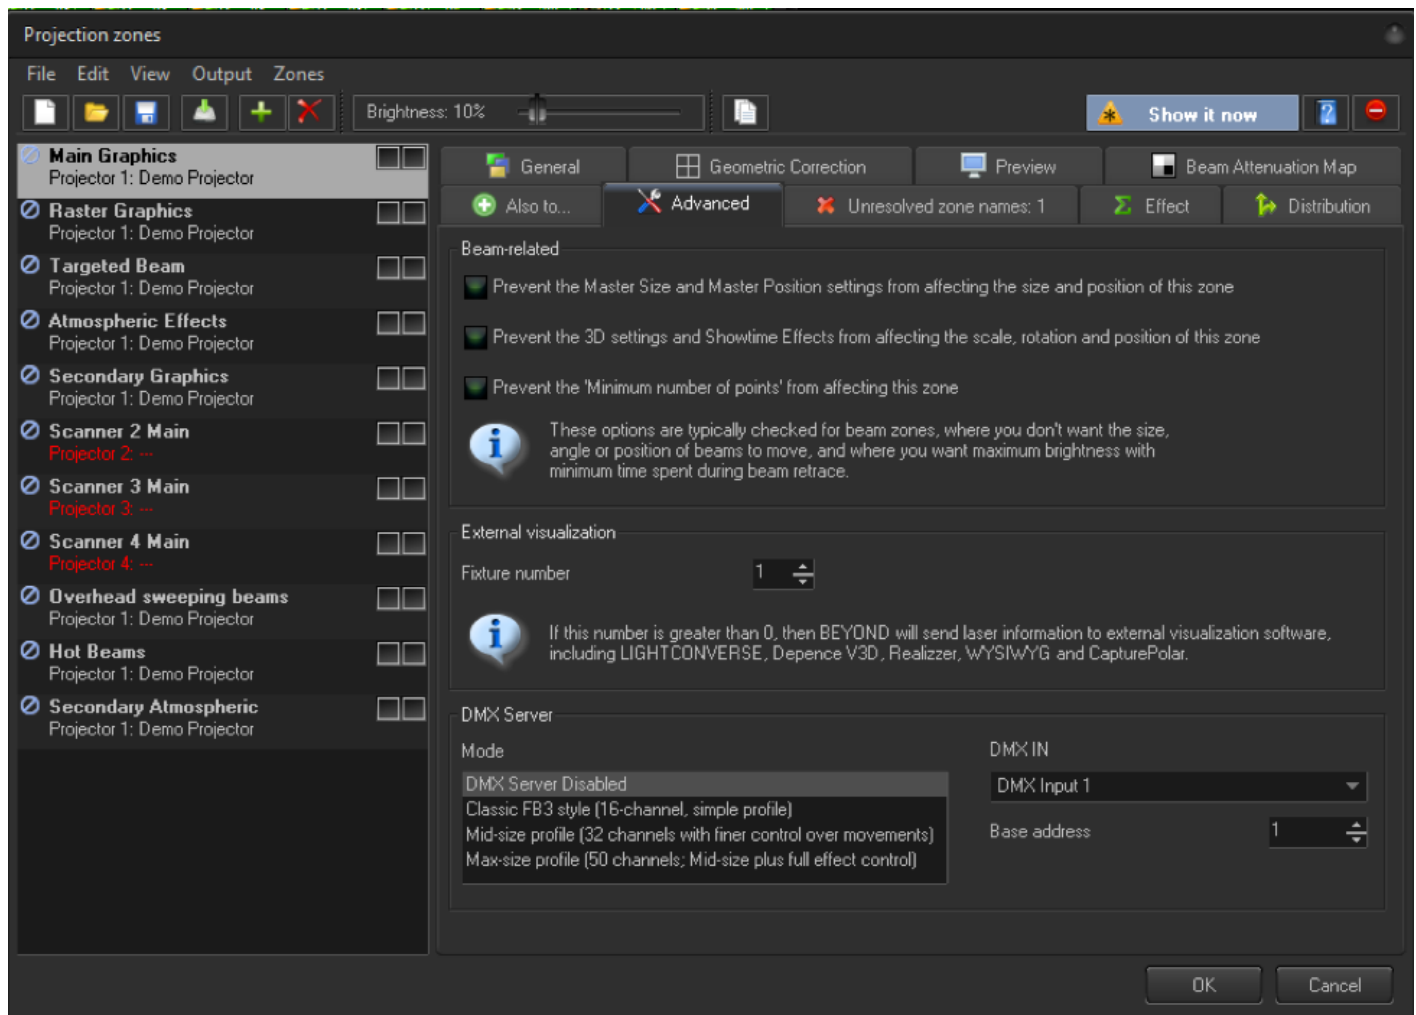 Projection zones
File Edit View Output Zones
Brightness: 10%
Show it now
Main Graphics
Projector 1: Demo Projector
Raster Graphics
Projector 1: Demo Projector
Targeted Beam
Projector 1: Demo Projector
Atmospheric Effects
Projector 1: Demo Projector
Secondary Graphics
Projector 1: Demo Projector
Scanner 2 Main
Projector 2: ---
Scanner 3 Main
Projector 3: ---
Scanner 4 Main
Projector 4: ---
Overhead sweeping beams
Projector 1: Demo Projector
Hot Beams
Projector 1: Demo Projector
Secondary Atmospheric
Projector 1: Demo Projector
General
Geometric Correction
Preview
Beam Attenuation Map
Also to...
Advanced
Unresolved zone names: 1
Effect
Distribution
Beam-related
Prevent the Master Size and Master Position settings from affecting the size and position of this zone
Prevent the 3D settings and Showtime Effects from affecting the scale, rotation and position of this zone
Prevent the 'Minimum number of points' from affecting this zone
These options are typically checked for beam zones, where you don't want the size,
angle or position of beams to move, and where you want maximum brightness with
minimum time spent during beam retrace.
External visualization
Fixture number 1
If this number is greater than 0, then BEYOND will send laser information to external visualization software,
including LIGHTCONVERSE, Depence V3D, Realizzer, WYSIWYG and CapturePolar.
DMX Server
Mode
DMX Server Disabled
Classic FB3 style (16-channel, simple profile)
Mid-size profile (32 channels with finer control over movements)
Max-size profile (50 channels; Mid-size plus full effect control)
DMX IN
DMX Input 1
Base address 1
OK
Cancel